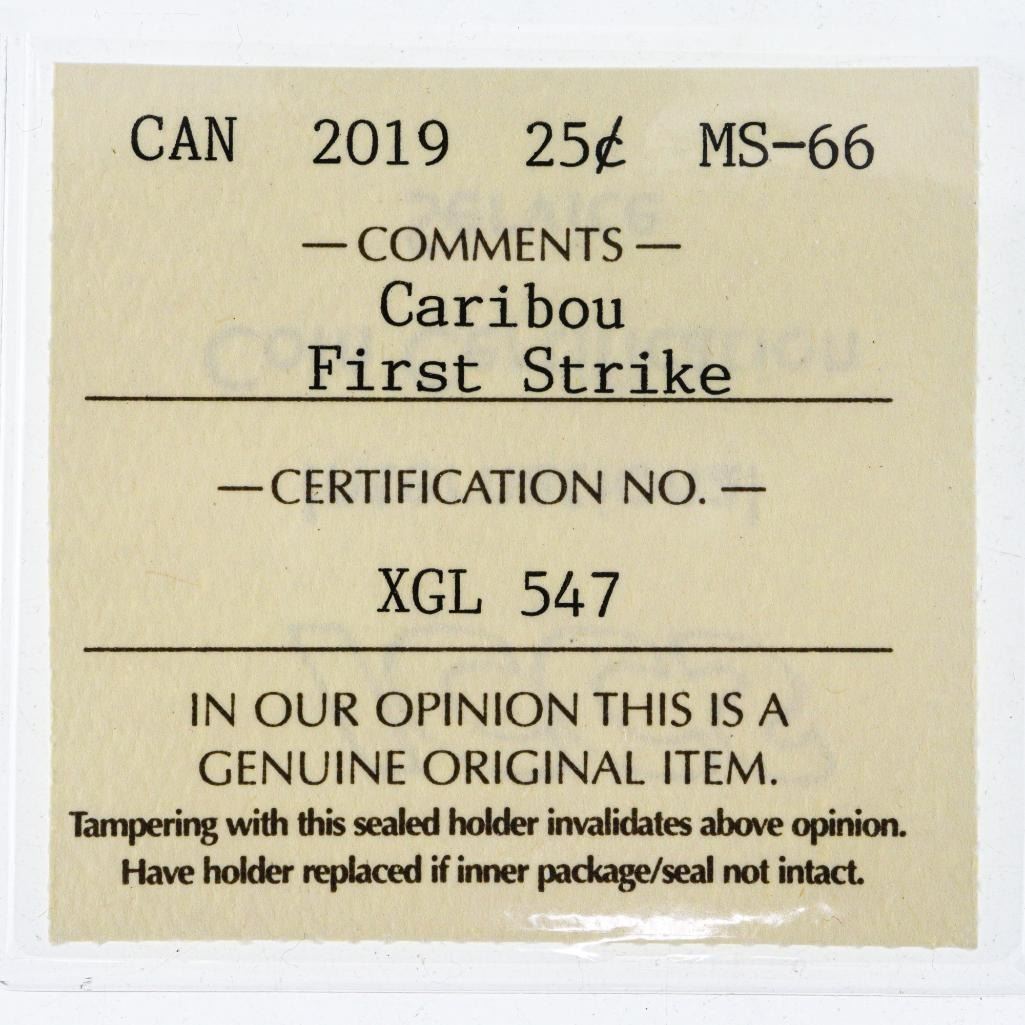 CAN 2019 25¢ MS-66
— COMMENTS —
Caribou
First Strike
— CERTIFICATION NO. —
XGL 547
IN OUR OPINION THIS IS A
GENUINE ORIGINAL ITEM.
Tampering with this sealed holder invalidates above opinion.
Have holder replaced if inner package/seal not intact.